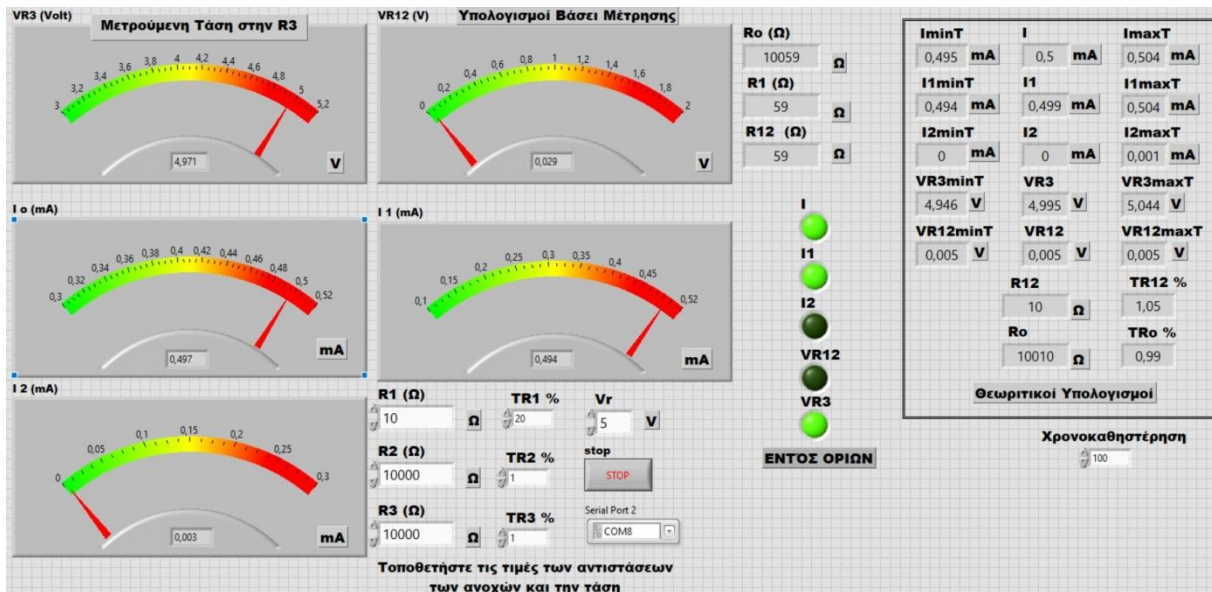 VR3 (Volt)
Μετρούμενη Τάση στην R3
3
3,2
3,4
3,6
3,8
4
4,2
4,4
4,6
4,8
5
5,2
4,971
V
VR12 (V)
Υπολογισμοί Βάσει Μέτρησης
0
0,2
0,4
0,6
0,8
1
1,2
1,4
1,6
1,8
2
0,029
V
Ro (Ω)
10059 Ω
R1 (Ω)
59 Ω
R12 (Ω)
59 Ω
I o (mA)
0,3
0,32
0,34
0,36
0,38
0,4
0,42
0,44
0,46
0,48
0,5
0,52
0,497
mA
I 1 (mA)
0,1
0,15
0,2
0,25
0,3
0,35
0,4
0,45
0,52
0,494
mA
I
I1
I2
VR12
VR3
ΕΝΤΌΣ ΟΡΙΩΝ
I 2 (mA)
0
0,05
0,1
0,15
0,2
0,25
0,3
0,003
mA
R1 (Ω) TR1 % Vr
10 Ω 20 5 V
R2 (Ω) TR2 % stop
10000 Ω 1 STOP
R3 (Ω) TR3 % Serial Port 2
10000 Ω 1 COM8
Τοποθετήστε τις τιμές των αντιστάσεων
των ανοχών και την τάση
IminT I ImaxT
0,495 mA 0,5 mA 0,504 mA
I1minT I1 I1maxT
0,494 mA 0,499 mA 0,504 mA
I2minT I2 I2maxT
0 mA 0 mA 0,001 mA
VR3minT VR3 VR3maxT
4,946 V 4,995 V 5,044 V
VR12minT VR12 VR12maxT
0,005 V 0,005 V 0,005 V
R12 TR12 %
10 Ω 1,05
Ro TRo %
10010 Ω 0,99
Θεωριτικοί Υπολογισμοί
Χρονοκαθηστέρηση
100